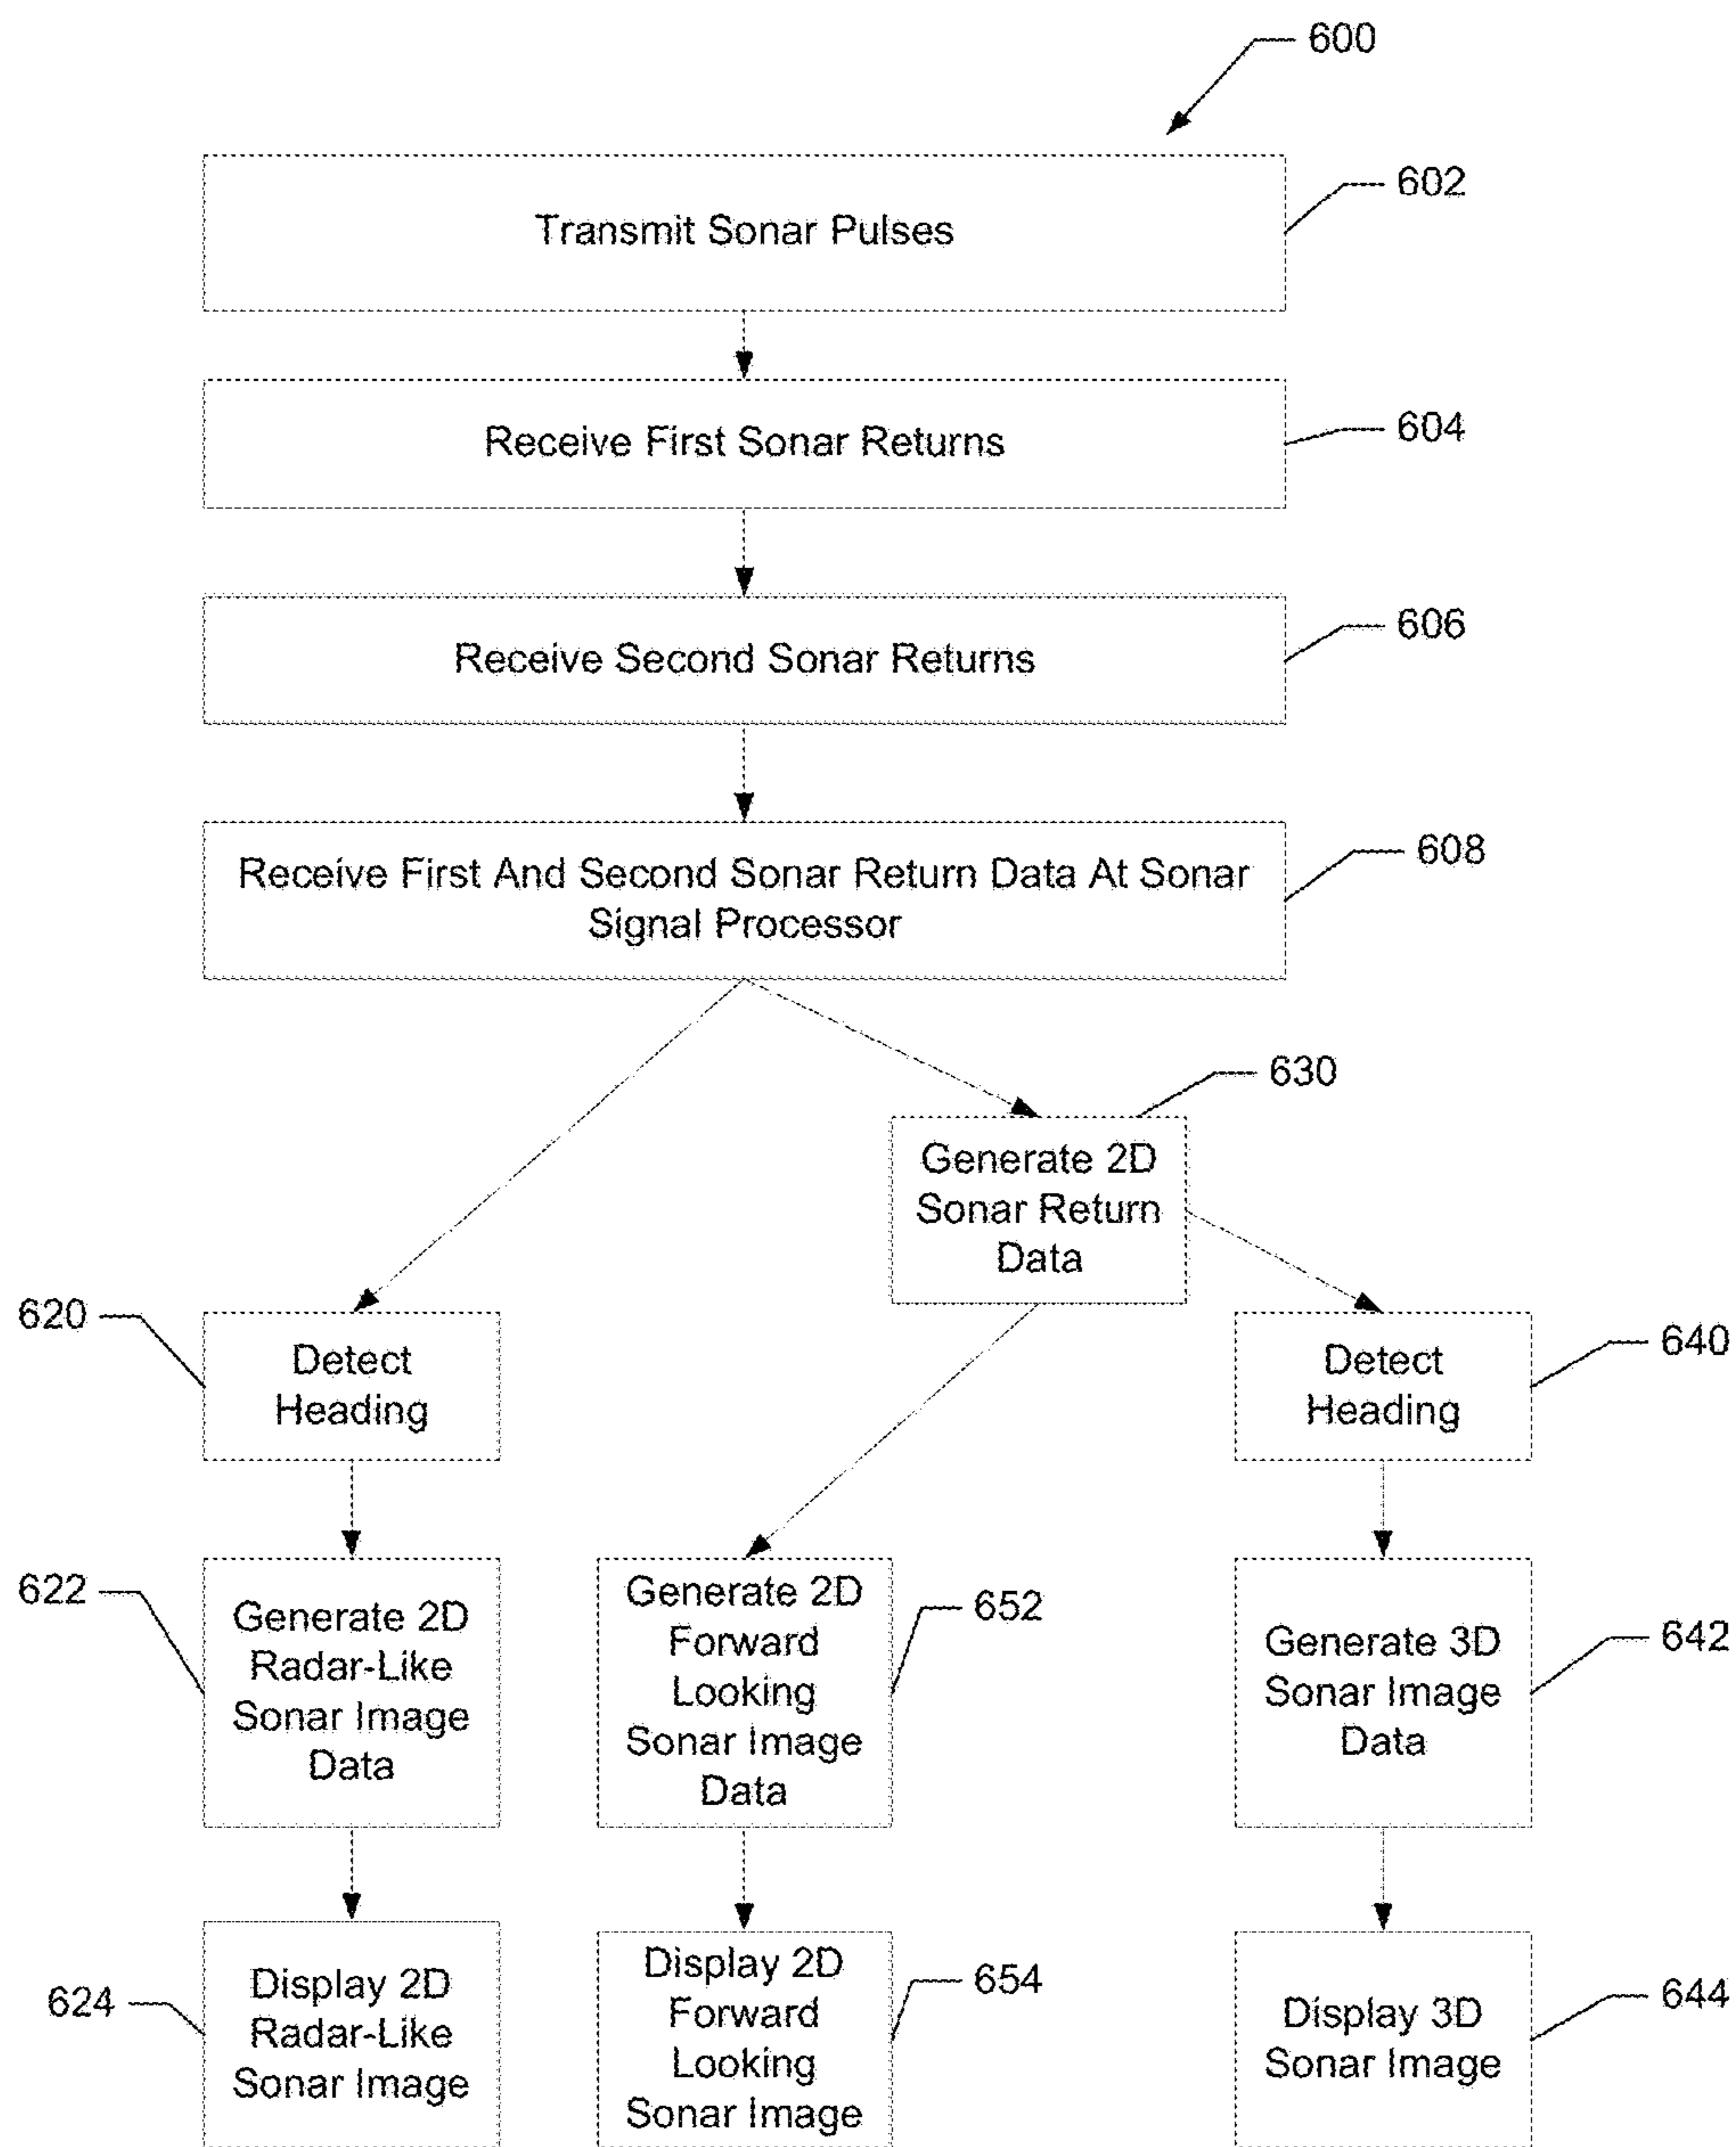 600
602
Transmit Sonar Pulses
604
Receive First Sonar Returns
606
Receive Second Sonar Returns
608
Receive First And Second Sonar Return Data At Sonar
Signal Processor
630
Generate 2D
Sonar Return
Data
620
Detect
Heading
640
Detect
Heading
622
Generate 2D
Radar-Like
Sonar Image
Data
652
Generate 2D
Forward
Looking
Sonar Image
Data
642
Generate 3D
Sonar Image
Data
624
Display 2D
Radar-Like
Sonar Image
654
Display 2D
Forward
Looking
Sonar Image
644
Display 3D
Sonar Image